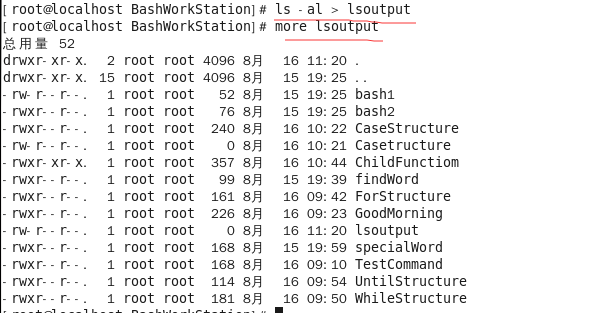 [root@localhost BashWorkStation]# ls -al > lsoutput
[root@localhost BashWorkStation]# more lsoutput
总用量 52
drwxr-xr-x. 2 root root 4096 8月 16 11:20 .
drwxr-xr-x. 15 root root 4096 8月 15 19:25 ..
-rw-r--r--. 1 root root 52 8月 15 19:25 bash1
-rwxr--r--. 1 root root 76 8月 15 19:25 bash2
-rwxr--r--. 1 root root 240 8月 16 10:22 CaseStructure
-rw-r--r--. 1 root root 0 8月 16 10:21 Casetructure
-rwxr-xr-x. 1 root root 357 8月 16 10:44 ChildFunctiom
-rwxr--r--. 1 root root 99 8月 15 19:39 findWord
-rwxr--r--. 1 root root 161 8月 16 09:42 ForStructure
-rwxr--r--. 1 root root 226 8月 16 09:23 GoodMorning
-rw-r--r--. 1 root root 0 8月 16 11:20 lsoutput
-rwxr--r--. 1 root root 168 8月 15 19:59 specialWord
-rwxr--r--. 1 root root 168 8月 16 09:10 TestCommand
-rwxr--r--. 1 root root 114 8月 16 09:54 UntilStructure
-rwxr--r--. 1 root root 181 8月 16 09:50 WhileStructure
[root@localhost BashWorkStation]#